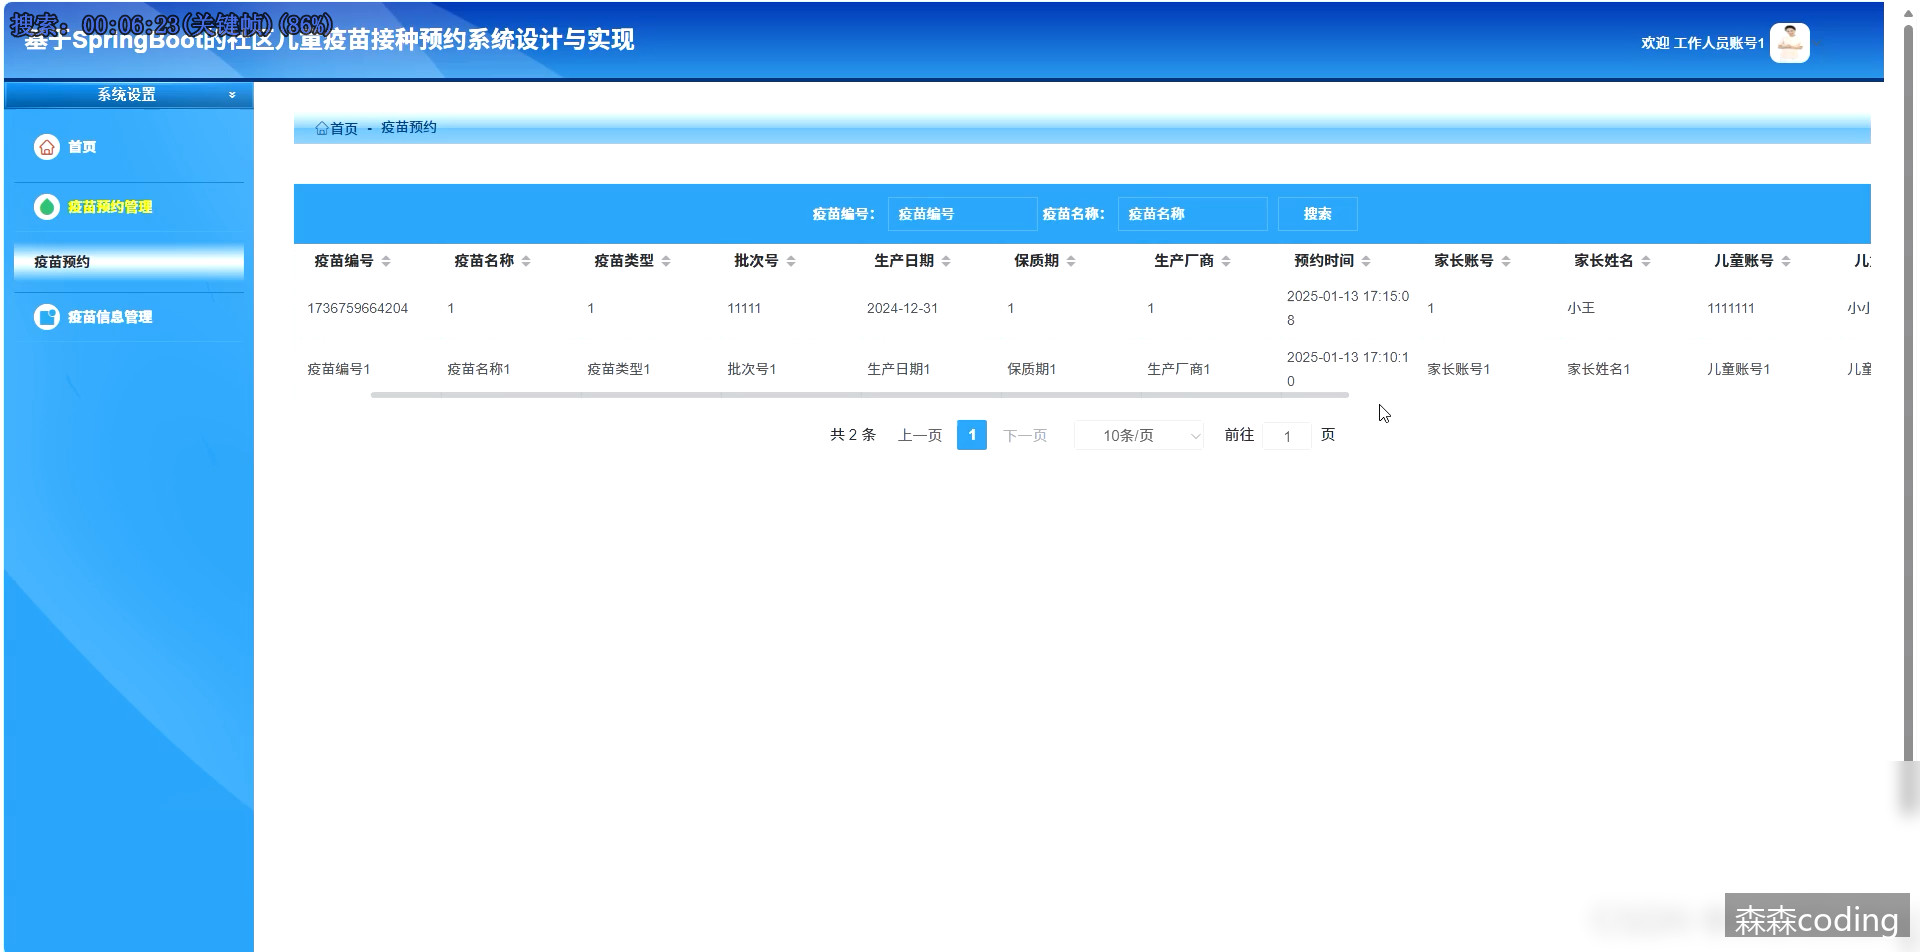 搜索: 00:06:23(关键帧)(86%)
基于SpringBoot的社区儿童疫苗接种预约系统设计与实现
欢迎 工作人员账号1
系统设置
首页
疫苗预约管理
疫苗预约
疫苗信息管理
首页 - 疫苗预约
疫苗编号: 疫苗编号 疫苗名称: 疫苗名称 搜索
疫苗编号 疫苗名称 疫苗类型 批次号 生产日期 保质期 生产厂商 预约时间 家长账号 家长姓名 儿童账号
1736759664204 1 1 11111 2024-12-31 1 1 2025-01-13 17:15:08 1 小王 1111111
疫苗编号1 疫苗名称1 疫苗类型1 批次号1 生产日期1 保质期1 生产厂商1 2025-01-13 17:10:10 家长账号1 家长姓名1 儿童账号1 儿童
共 2 条 上一页 1 下一页 10条/页 前往 1 页
森森coding